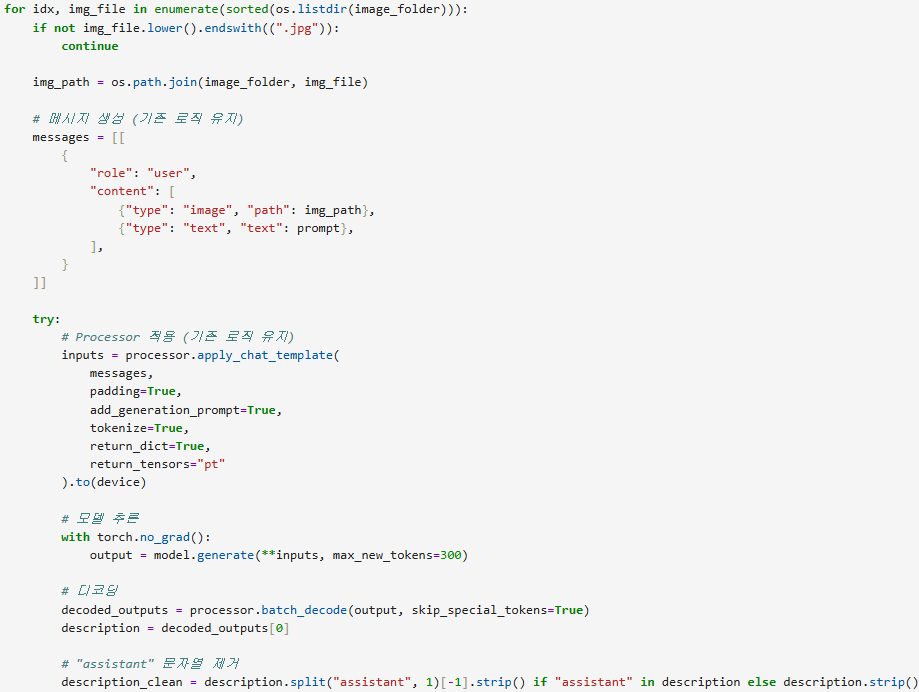 for idx, img_file in enumerate(sorted(os.listdir(image_folder))):
    if not img_file.lower().endswith((".jpg")):
        continue

    img_path = os.path.join(image_folder, img_file)

    # 메시지 생성 (기존 로직 유지)
    messages = [[
        {
            "role": "user",
            "content": [
                {"type": "image", "path": img_path},
                {"type": "text", "text": prompt},
            ],
        }
    ]]

    try:
        # Processor 적용 (기존 로직 유지)
        inputs = processor.apply_chat_template(
            messages,
            padding=True,
            add_generation_prompt=True,
            tokenize=True,
            return_dict=True,
            return_tensors="pt"
        ).to(device)

        # 모델 추론
        with torch.no_grad():
            output = model.generate(**inputs, max_new_tokens=300)

        # 디코딩
        decoded_outputs = processor.batch_decode(output, skip_special_tokens=True)
        description = decoded_outputs[0]

        # "assistant" 문자열 제거
        description_clean = description.split("assistant", 1)[-1].strip() if "assistant" in description else description.strip()